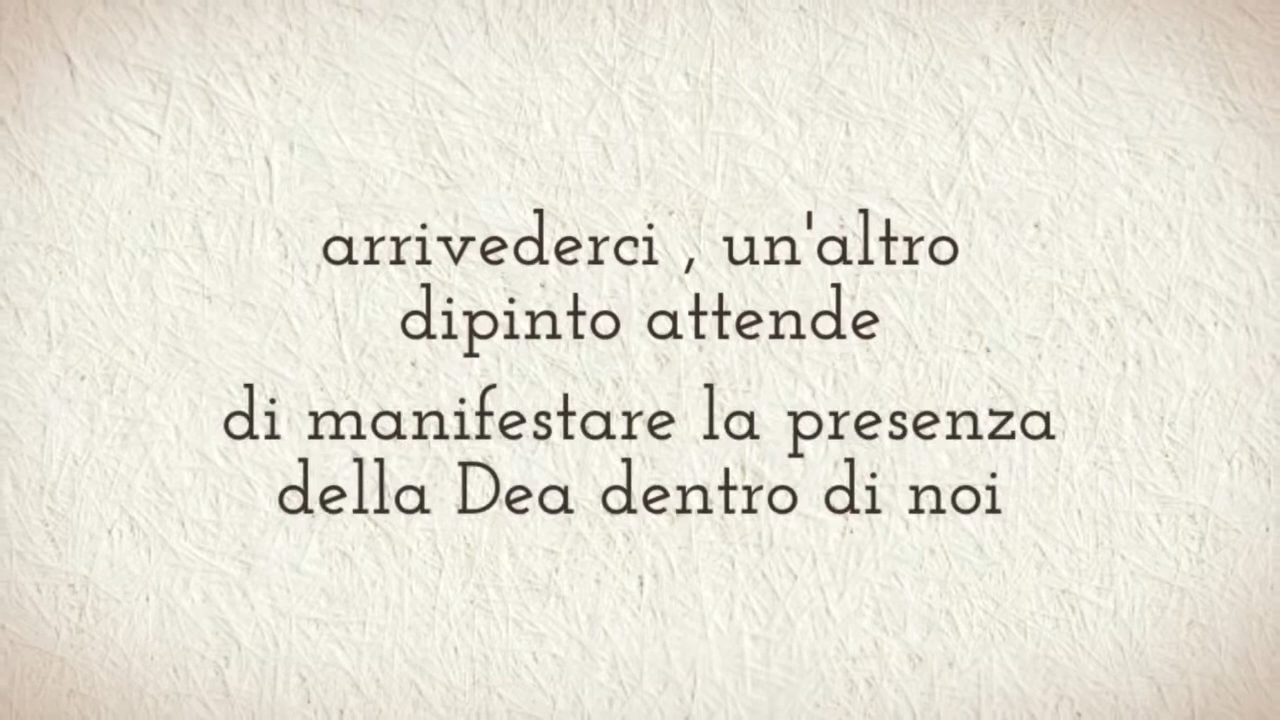 arrivederci , un'altro
dipinto attende
di manifestare la presenza
della Dea dentro di noi